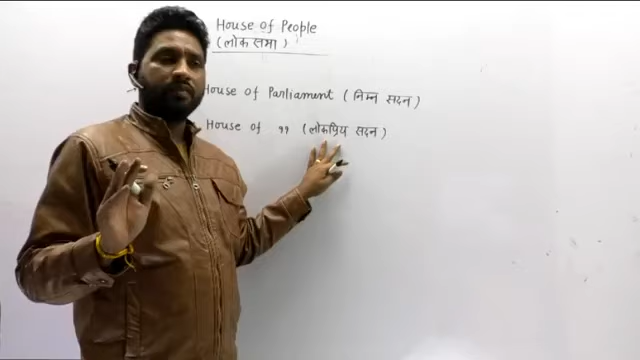 House of People
(लोक सभा)
House of Parliament (निम्न सदन)
House of " (लोकप्रिय सदन)